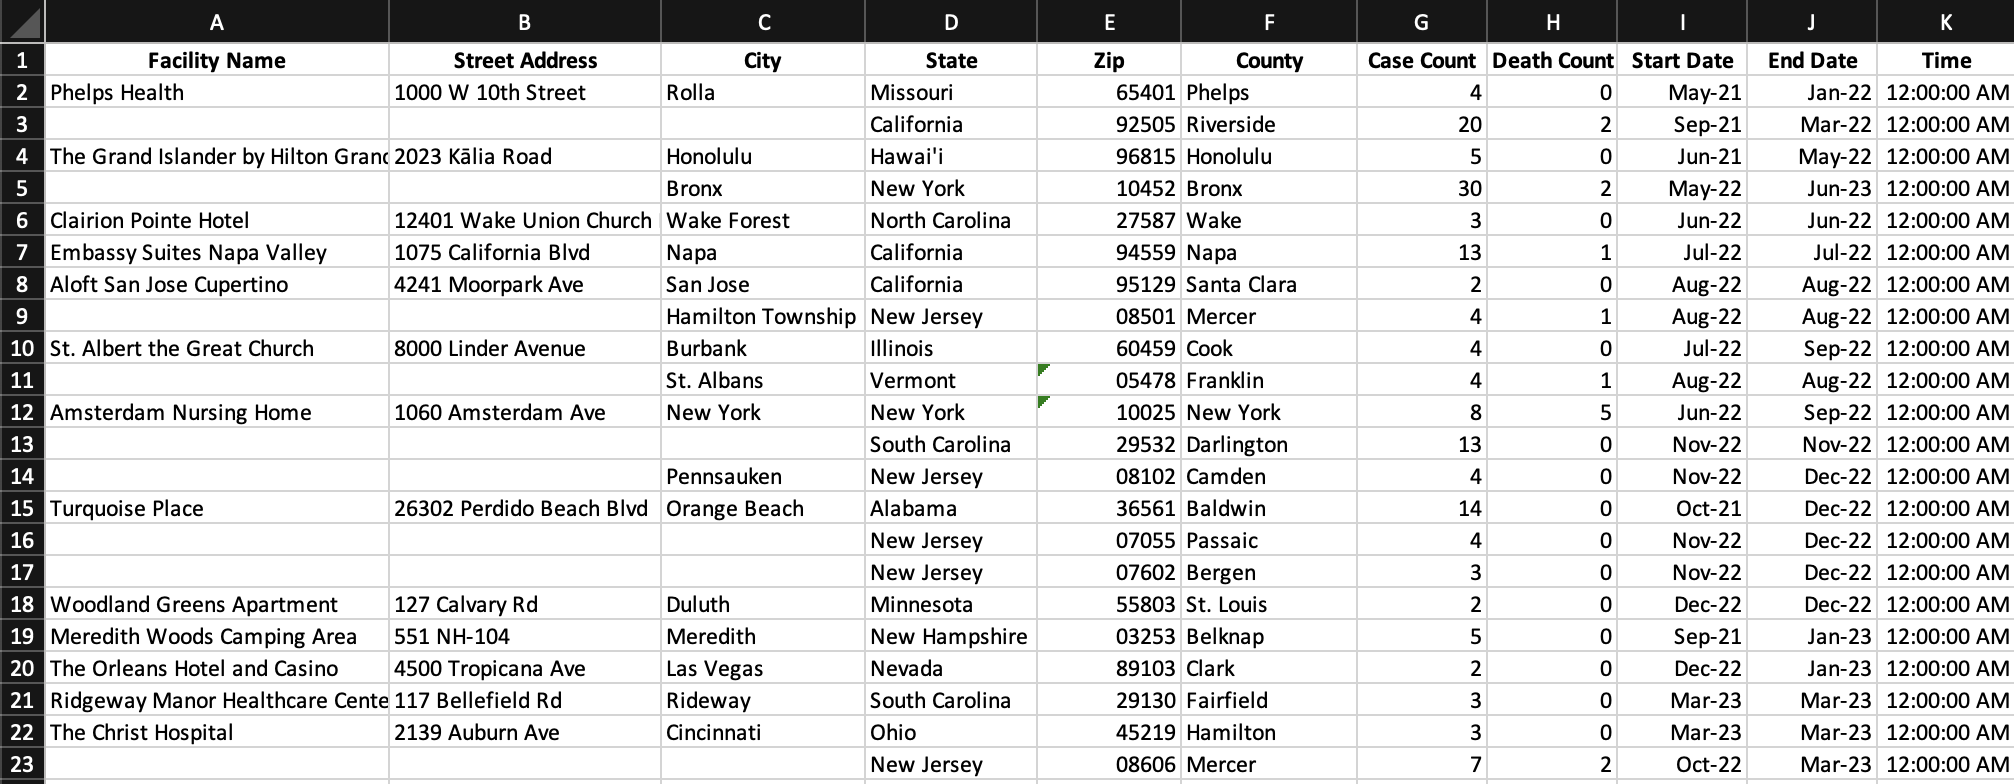 A B C D E F G H I J K
1 Facility Name Street Address City State Zip County Case Count Death Count Start Date End Date Time
2 Phelps Health 1000 W 10th Street Rolla Missouri 65401 Phelps 4 0 May-21 Jan-22 12:00:00 AM
3 California 92505 Riverside 20 2 Sep-21 Mar-22 12:00:00 AM
4 The Grand Islander by Hilton Granc 2023 Kālia Road Honolulu Hawai'i 96815 Honolulu 5 0 Jun-21 May-22 12:00:00 AM
5 Bronx New York 10452 Bronx 30 2 May-22 Jun-23 12:00:00 AM
6 Clairion Pointe Hotel 12401 Wake Union Church Wake Forest North Carolina 27587 Wake 3 0 Jun-22 Jun-22 12:00:00 AM
7 Embassy Suites Napa Valley 1075 California Blvd Napa California 94559 Napa 13 1 Jul-22 Jul-22 12:00:00 AM
8 Aloft San Jose Cupertino 4241 Moorpark Ave San Jose California 95129 Santa Clara 2 0 Aug-22 Aug-22 12:00:00 AM
9 Hamilton Township New Jersey 08501 Mercer 4 1 Aug-22 Aug-22 12:00:00 AM
10 St. Albert the Great Church 8000 Linder Avenue Burbank Illinois 60459 Cook 4 0 Jul-22 Sep-22 12:00:00 AM
11 St. Albans Vermont 05478 Franklin 4 1 Aug-22 Aug-22 12:00:00 AM
12 Amsterdam Nursing Home 1060 Amsterdam Ave New York New York 10025 New York 8 5 Jun-22 Sep-22 12:00:00 AM
13 South Carolina 29532 Darlington 13 0 Nov-22 Nov-22 12:00:00 AM
14 Pennsauken New Jersey 08102 Camden 4 0 Nov-22 Dec-22 12:00:00 AM
15 Turquoise Place 26302 Perdido Beach Blvd Orange Beach Alabama 36561 Baldwin 14 0 Oct-21 Dec-22 12:00:00 AM
16 New Jersey 07055 Passaic 4 0 Nov-22 Dec-22 12:00:00 AM
17 New Jersey 07602 Bergen 3 0 Nov-22 Dec-22 12:00:00 AM
18 Woodland Greens Apartment 127 Calvary Rd Duluth Minnesota 55803 St. Louis 2 0 Dec-22 Dec-22 12:00:00 AM
19 Meredith Woods Camping Area 551 NH-104 Meredith New Hampshire 03253 Belknap 5 0 Sep-21 Jan-23 12:00:00 AM
20 The Orleans Hotel and Casino 4500 Tropicana Ave Las Vegas Nevada 89103 Clark 2 0 Dec-22 Jan-23 12:00:00 AM
21 Ridgeway Manor Healthcare Cente 117 Bellefield Rd Rideway South Carolina 29130 Fairfield 3 0 Mar-23 Mar-23 12:00:00 AM
22 The Christ Hospital 2139 Auburn Ave Cincinnati Ohio 45219 Hamilton 3 0 Mar-23 Mar-23 12:00:00 AM
23 New Jersey 08606 Mercer 7 2 Oct-22 Mar-23 12:00:00 AM